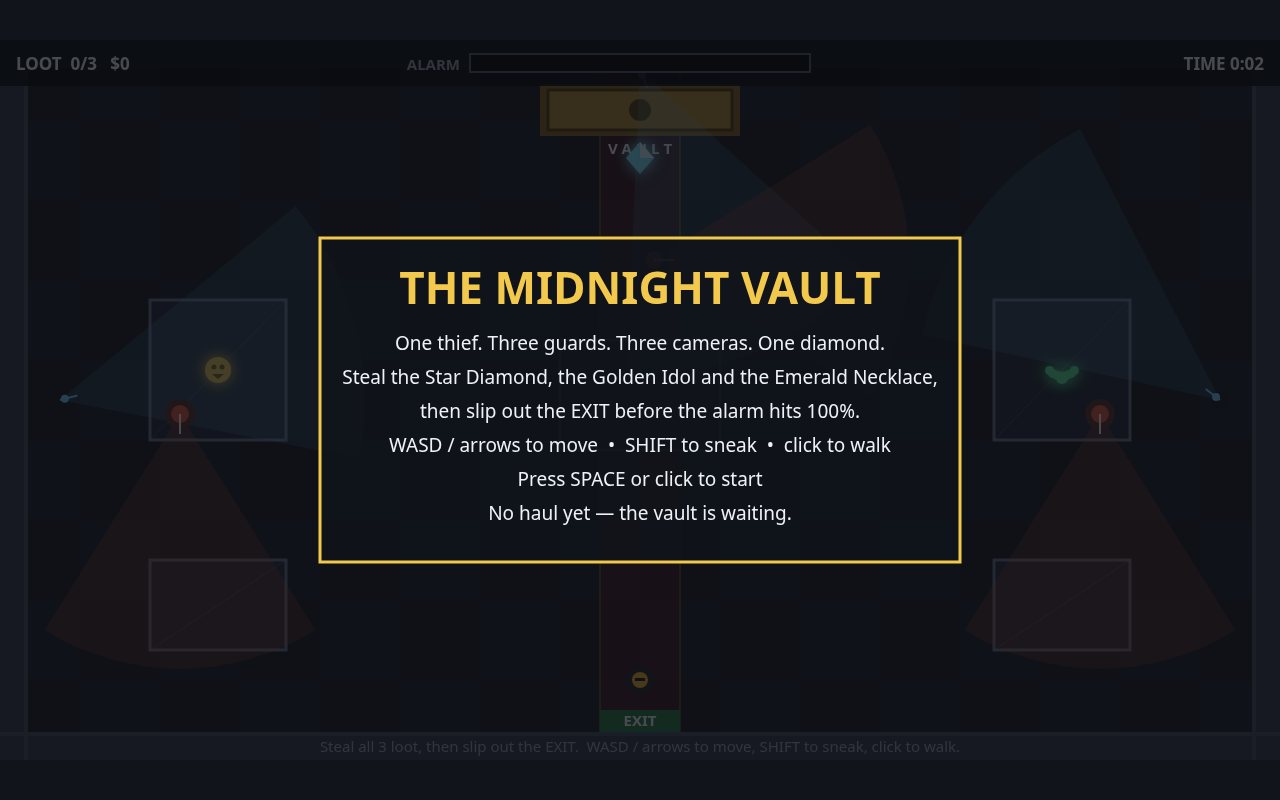 LOOT 0/3 $0
ALARM
TIME 0:02
VAULT
THE MIDNIGHT VAULT
One thief. Three guards. Three cameras. One diamond.
Steal the Star Diamond, the Golden Idol and the Emerald Necklace,
then slip out the EXIT before the alarm hits 100%.
WASD / arrows to move • SHIFT to sneak • click to walk
Press SPACE or click to start
No haul yet — the vault is waiting.
EXIT
Steal all 3 loot, then slip out the EXIT. WASD / arrows to move, SHIFT to sneak, click to walk.